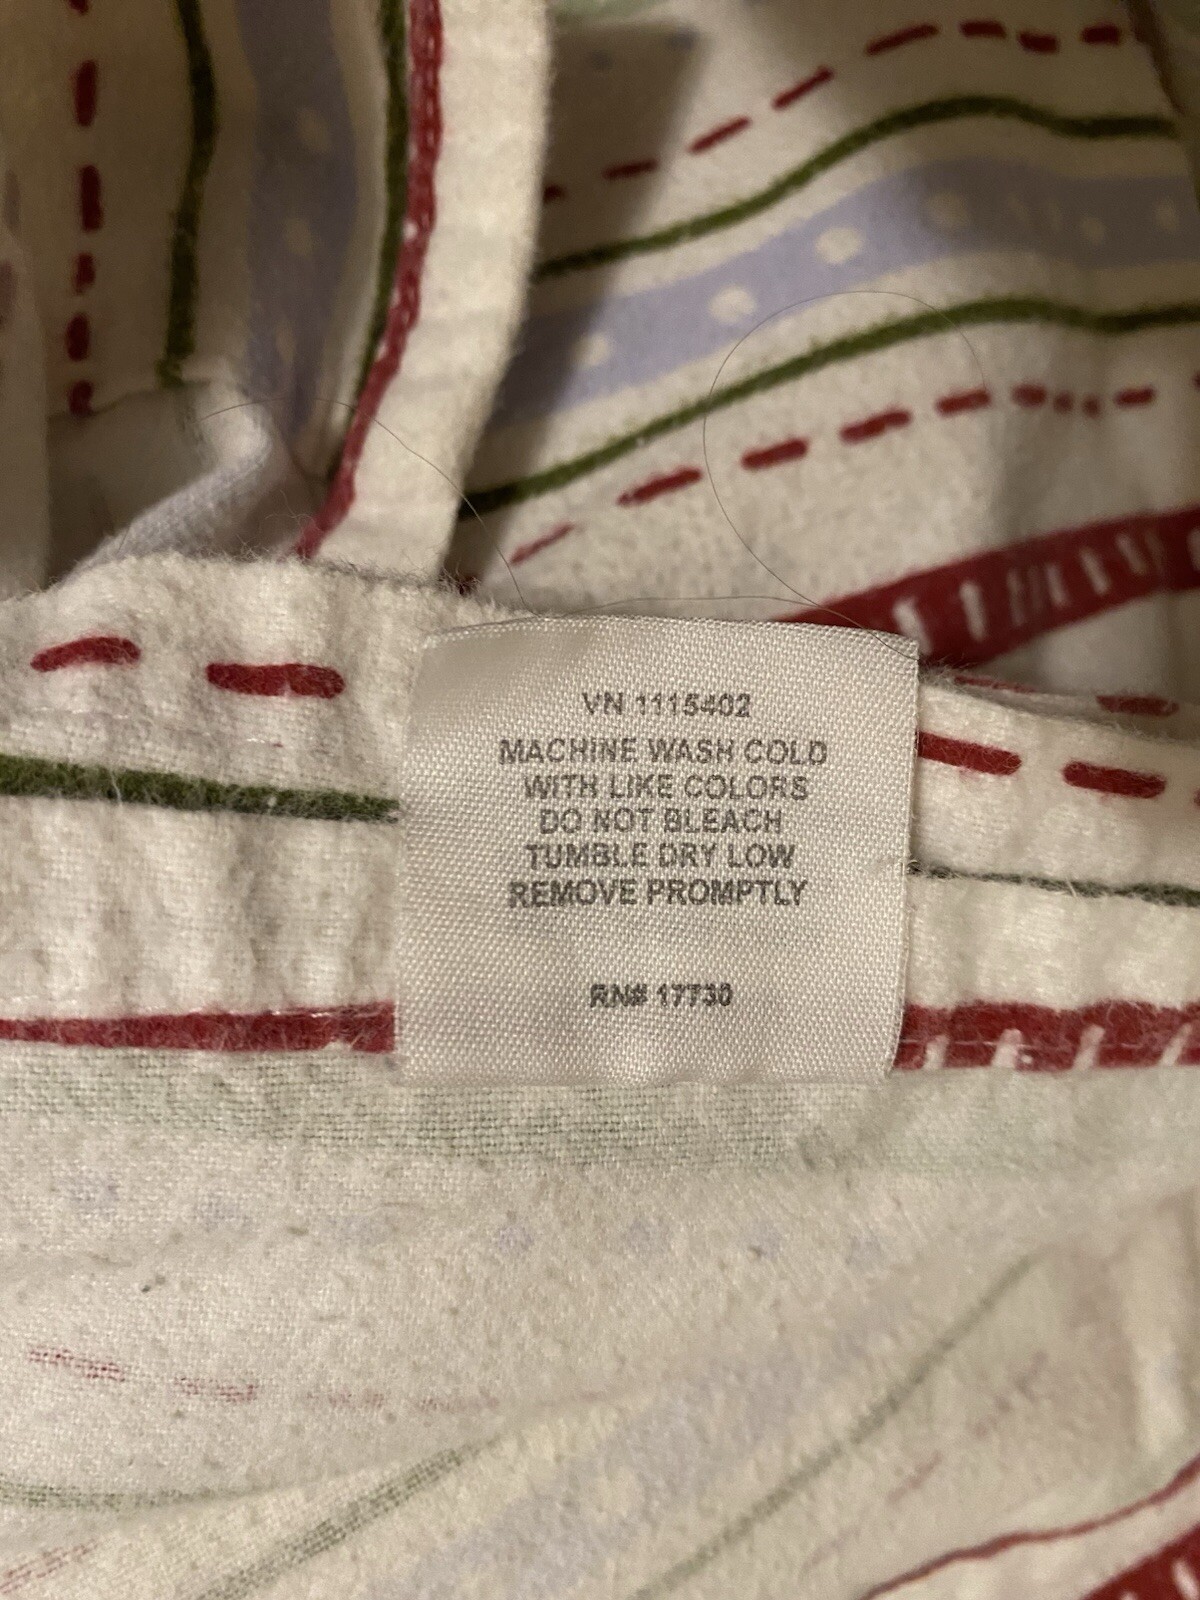 VN 1115402
MACHINE WASH COLD
WITH LIKE COLORS
DO NOT BLEACH
TUMBLE DRY LOW
REMOVE PROMPTLY
RN# 17730